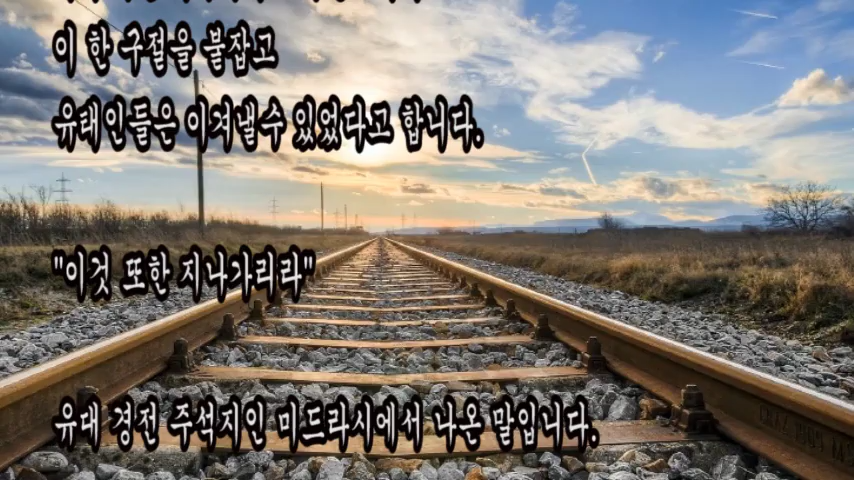 이 한 구절을 붙잡고
유태인들은 이겨낼수 있었다고 합니다.
"이것 또한 지나가리라"
유대 경전 주석지인 미드라시에서 나온 말입니다.